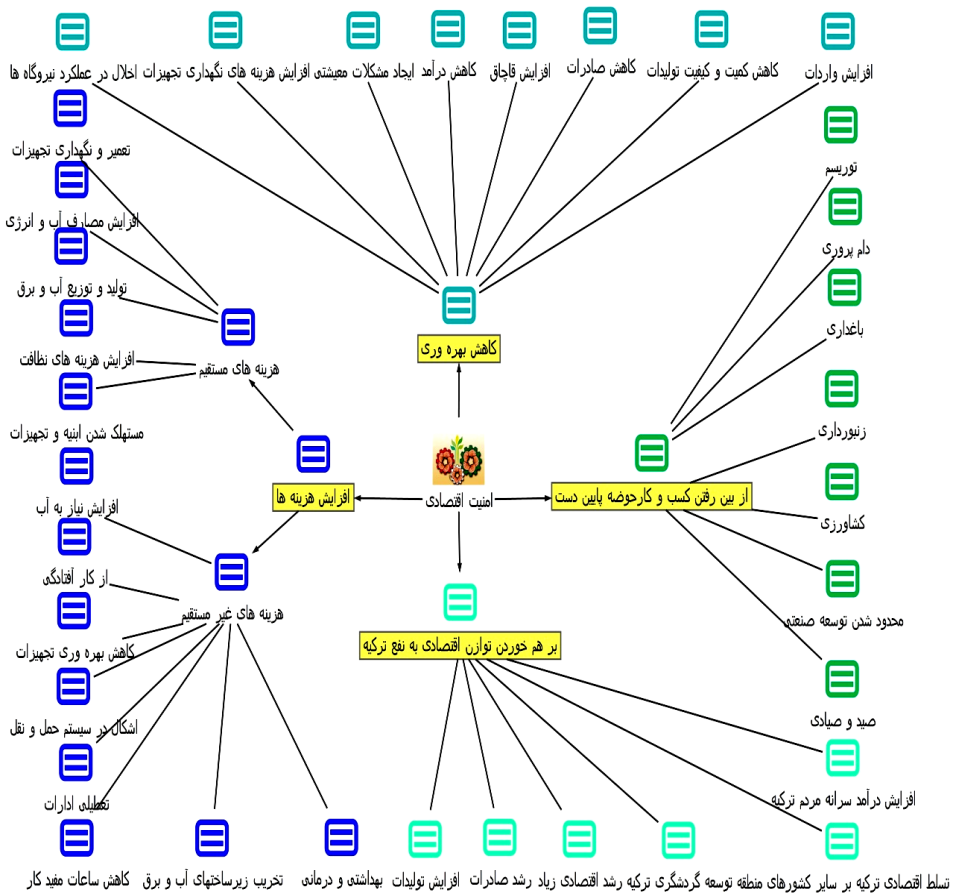 افزایش واردات
کاهش کمیت و کیفیت تولیدات
کاهش صادرات
افزایش قاچاق
کاهش درآمد
ایجاد مشکلات معیشتی
افزایش هزینه های نگهداری تجهیزات
اخلال در عملکرد نیروگاه ها
کاهش بهره وری
توریسم
دام پروری
باغداری
زنبورداری
کشاورزی
محدود شدن توسعه صنعتی
صید و صیادی
از بین رفتن کسب و کارحوضه پایین دست
امنیت اقتصادی
افزایش هزینه ها
هزینه های مستقیم
تعمیر و نگهداری تجهیزات
افزایش مصارف آب و انرژی
تولید و توزیع آب و برق
افزایش هزینه های نظافت
مستهلک شدن ابنیه و تجهیزات
هزینه های غیر مستقیم
افزایش نیاز به آب
از کار آفتادگی
کاهش بهره وری تجهیزات
اشکال در سیستم حمل و نقل
تعطیلی ادارات
کاهش ساعات مفید کار
تخریب زیرساختهای آب و برق
بهداشتی و درمانی
بر هم خوردن توازن اقتصادی به نفع ترکیه
افزایش درآمد سرانه مردم ترکیه
تسلط اقتصادی ترکیه بر سایر کشورهای منطقه
توسعه گردشگری ترکیه
رشد اقتصادی زیاد
رشد صادرات
افزایش تولیدات